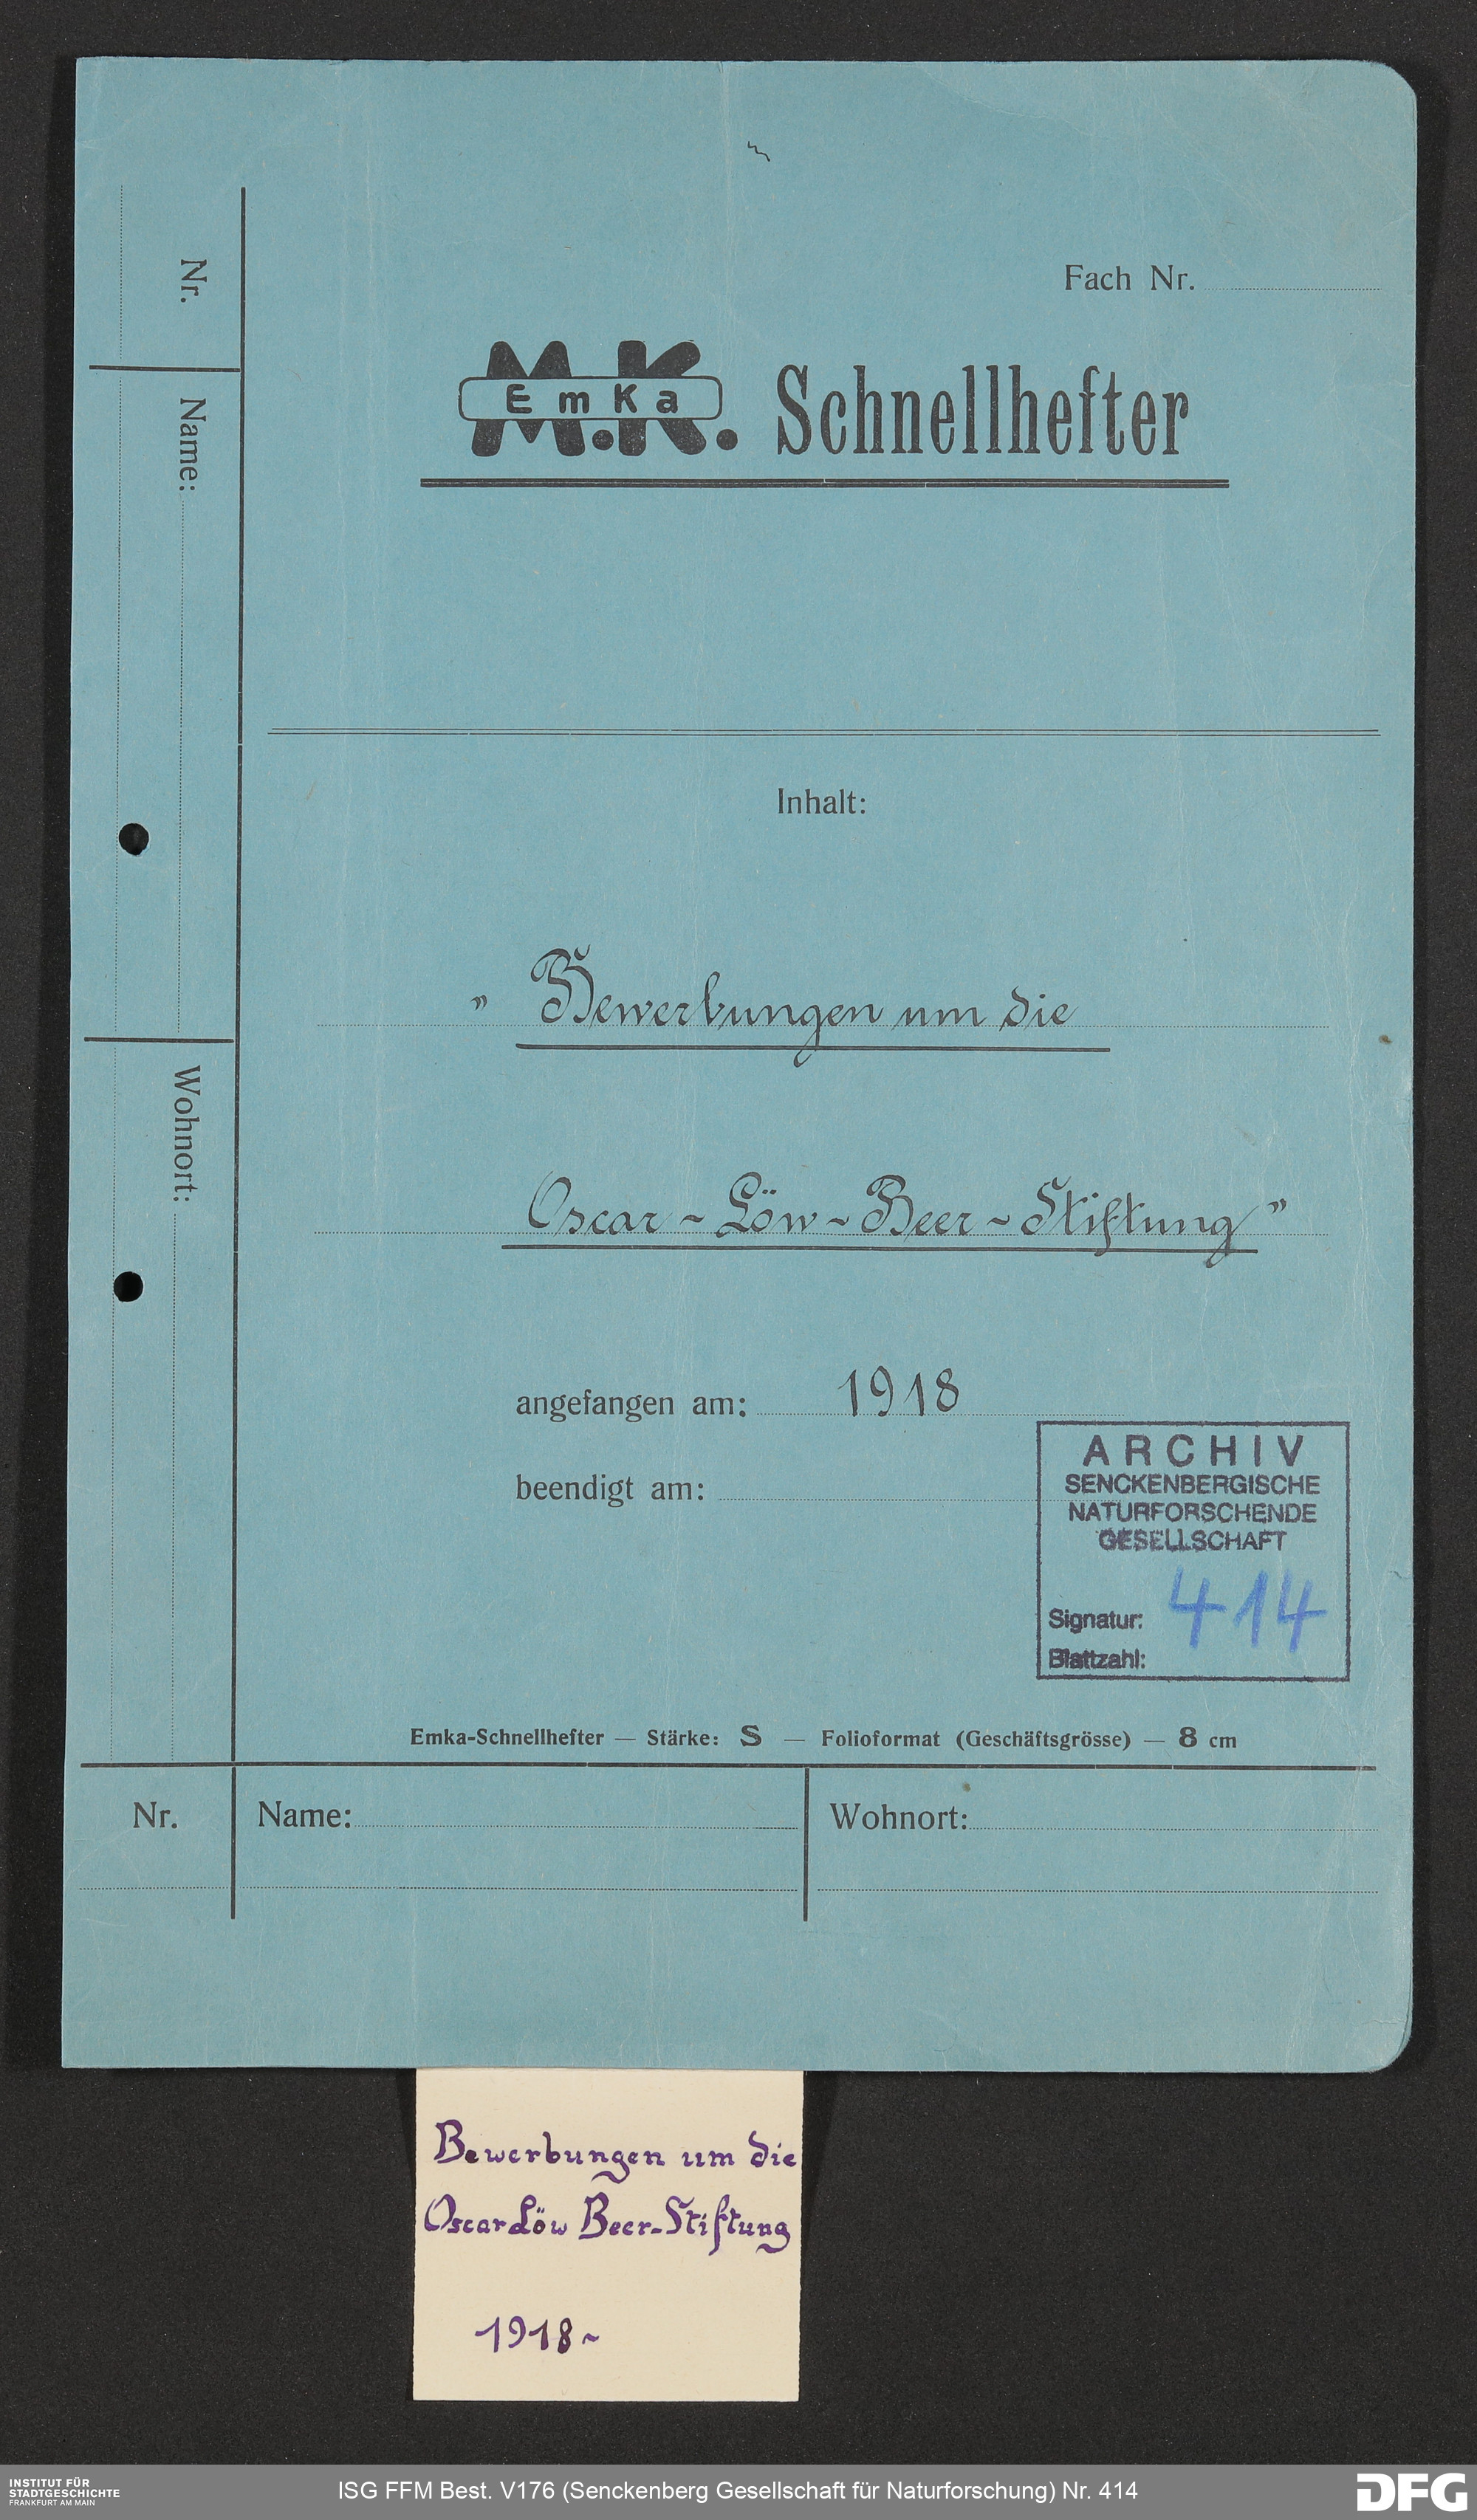 Fach Nr.
M.K.
EmKa
Schnellhefter
Inhalt:
„ Bewerbungen um die
Oscar - Löw - Beer - Stiftung"
angefangen am: 1918
beendigt am:
ARCHIV
SENCKENBERGISCHE
NATURFORSCHENDE
GESELLSCHAFT
Signatur: 414
Blattzahl:
Emka-Schnellhefter — Stärke: S — Folioformat (Geschäftsgrösse) — 8 cm
Nr. Name: Wohnort:
Nr. Name: Wohnort:
Bewerbungen um die
Oscar Löw Beer-Stiftung
1918-
INSTITUT FÜR
STADTGESCHICHTE
FRANKFURT AM MAIN
ISG FFM Best. V176 (Senckenberg Gesellschaft für Naturforschung) Nr. 414
DFG